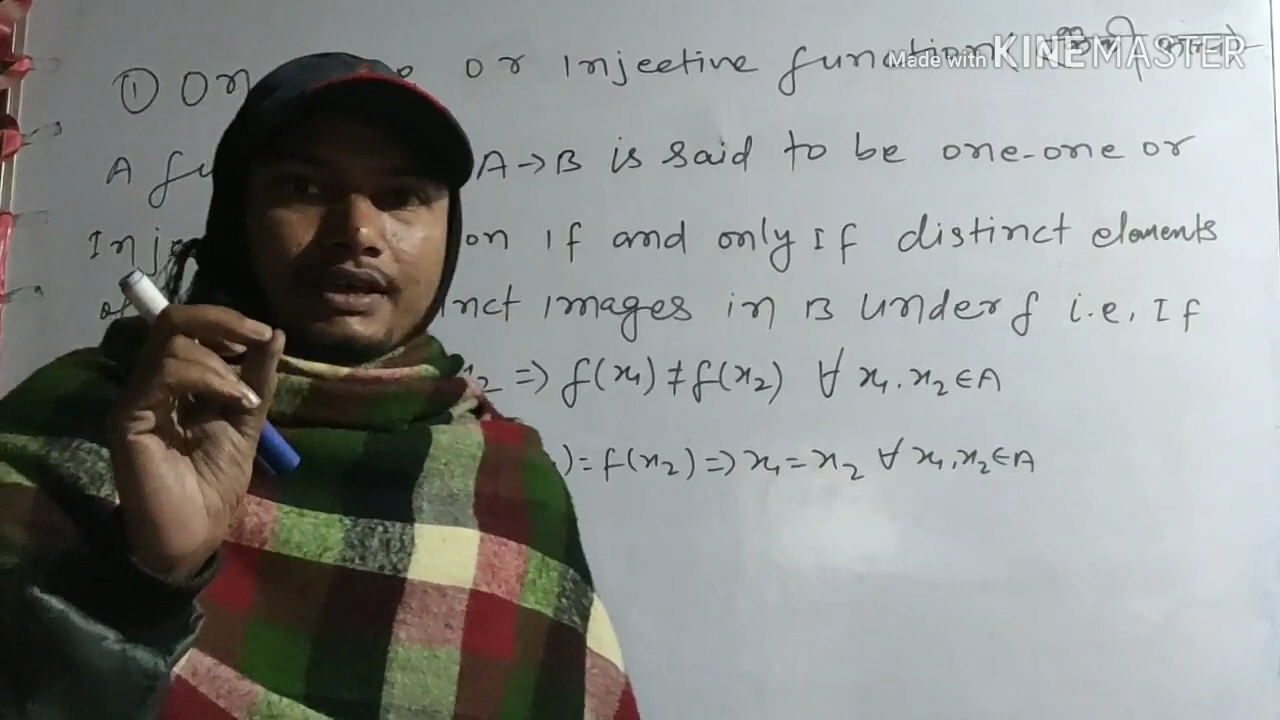 ① On o or Injective function (
Made with KINEMASTER
A fu A→B is said to be one-one or
Inj on If and only If distinct elements
of nct Images in B under f i.e, If
x₂ => f(x₁) ≠ f(x₂) ∀ x₁, x₂ ∈ A
) = f(x₂) => x₁ = x₂ ∀ x₁, x₂ ∈ A